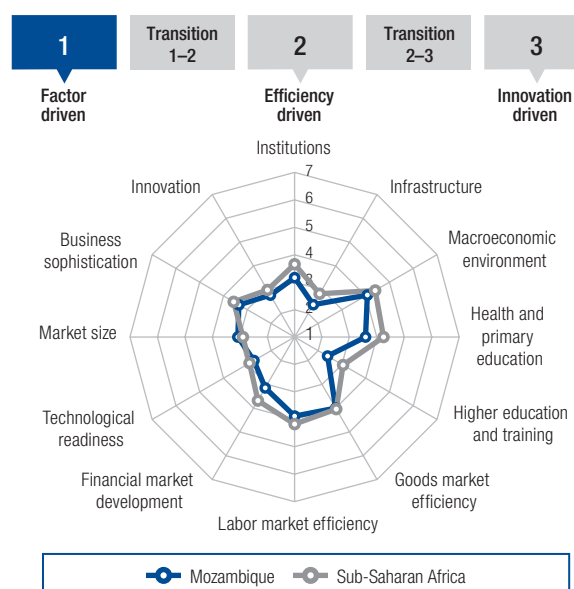 1
Transition
1–2
2
Transition
2–3
3
Factor
driven
Efficiency
driven
Innovation
driven
Institutions
7
6
5
4
3
2
1
Infrastructure
Macroeconomic
environment
Health and
primary
education
Higher education
and training
Goods market
efficiency
Labor market efficiency
Financial market
development
Technological
readiness
Market size
Business
sophistication
Innovation
Mozambique
Sub-Saharan Africa